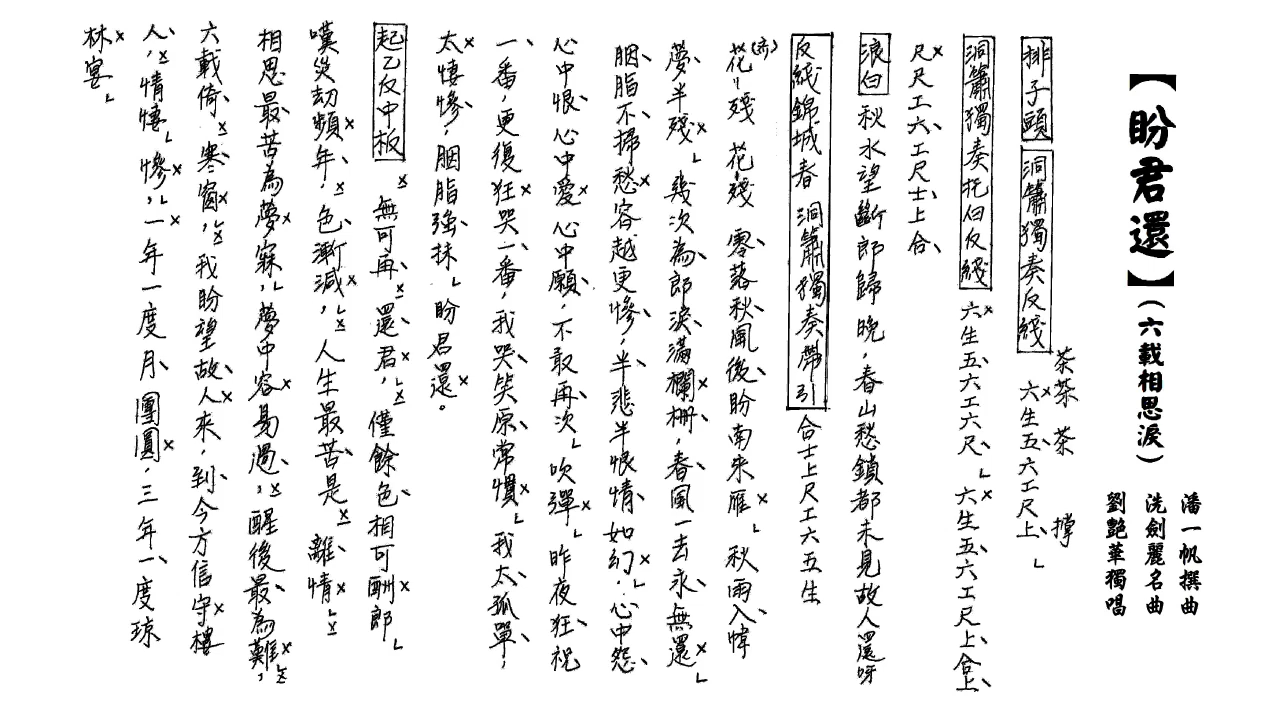 【盼君還】（六載相思淚）
潘一帆撰曲
洗劍麗名曲
劉艷華獨唱
排子頭 洞簫獨奏反綫 六生五、六工尺上、
茶茶 茶 撐
洞簫獨奏托白反綫 六生五六工六尺、 六生五、六工尺上、合上
尺尺工六、工尺士上合
浪白 秋水望斷郎歸晚，春山愁鎖都未見故人還呀
反綫錦城春 洞簫獨奏帶引 合士上尺工六五生
花〃殘 花殘 零落秋風後盼南來雁 秋雨入幃
夢半殘 幾次為郎淚滿欄柵，春風一去永無還
胭脂不掃愁容越更慘，半悲半恨情如幻：心中怨
心中恨心中愛心中願，不敢再次 吹彈 昨夜狂祝
一番，更復狂哭一番，我哭笑原常慣 我太孤單，
太悽慘，胭脂強抹 盼君還。
起乙反中板 無可再，還君，僅餘色相可酬郎
嘆災劫頻年，色漸減，人生最苦是 離情
相思最苦為夢寐，夢中容易過，醒後最為難，
六載倚，寒窗，我盼望故人來，到今方信守樓
人，情悽 慘，一年一度月團圓，三年一度琼
林宴